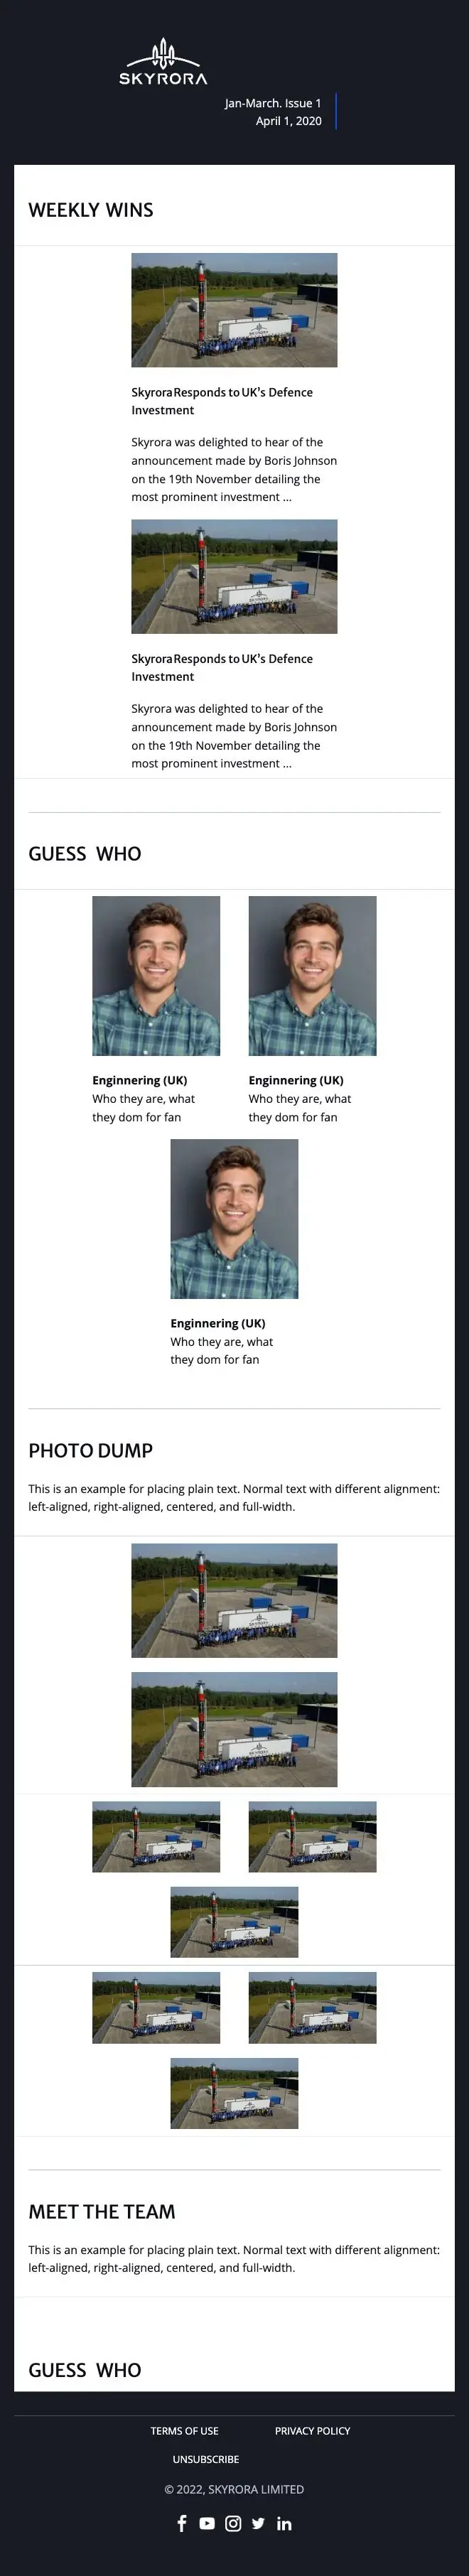 SKYRORA
Jan-March. Issue 1
April 1, 2020
WEEKLY WINS
Skyrora Responds to UK's Defence
Investment
Skyrora was delighted to hear of the
announcement made by Boris Johnson
on the 19th November detailing the
most prominent investment ...
Skyrora Responds to UK's Defence
Investment
Skyrora was delighted to hear of the
announcement made by Boris Johnson
on the 19th November detailing the
most prominent investment ...
GUESS WHO
Enginnering (UK)
Who they are, what
they dom for fan
Enginnering (UK)
Who they are, what
they dom for fan
Enginnering (UK)
Who they are, what
they dom for fan
PHOTO DUMP
This is an example for placing plain text. Normal text with different alignment:
left-aligned, right-aligned, centered, and full-width.
MEET THE TEAM
This is an example for placing plain text. Normal text with different alignment:
left-aligned, right-aligned, centered, and full-width.
GUESS WHO
TERMS OF USE
PRIVACY POLICY
UNSUBSCRIBE
© 2022, SKYRORA LIMITED